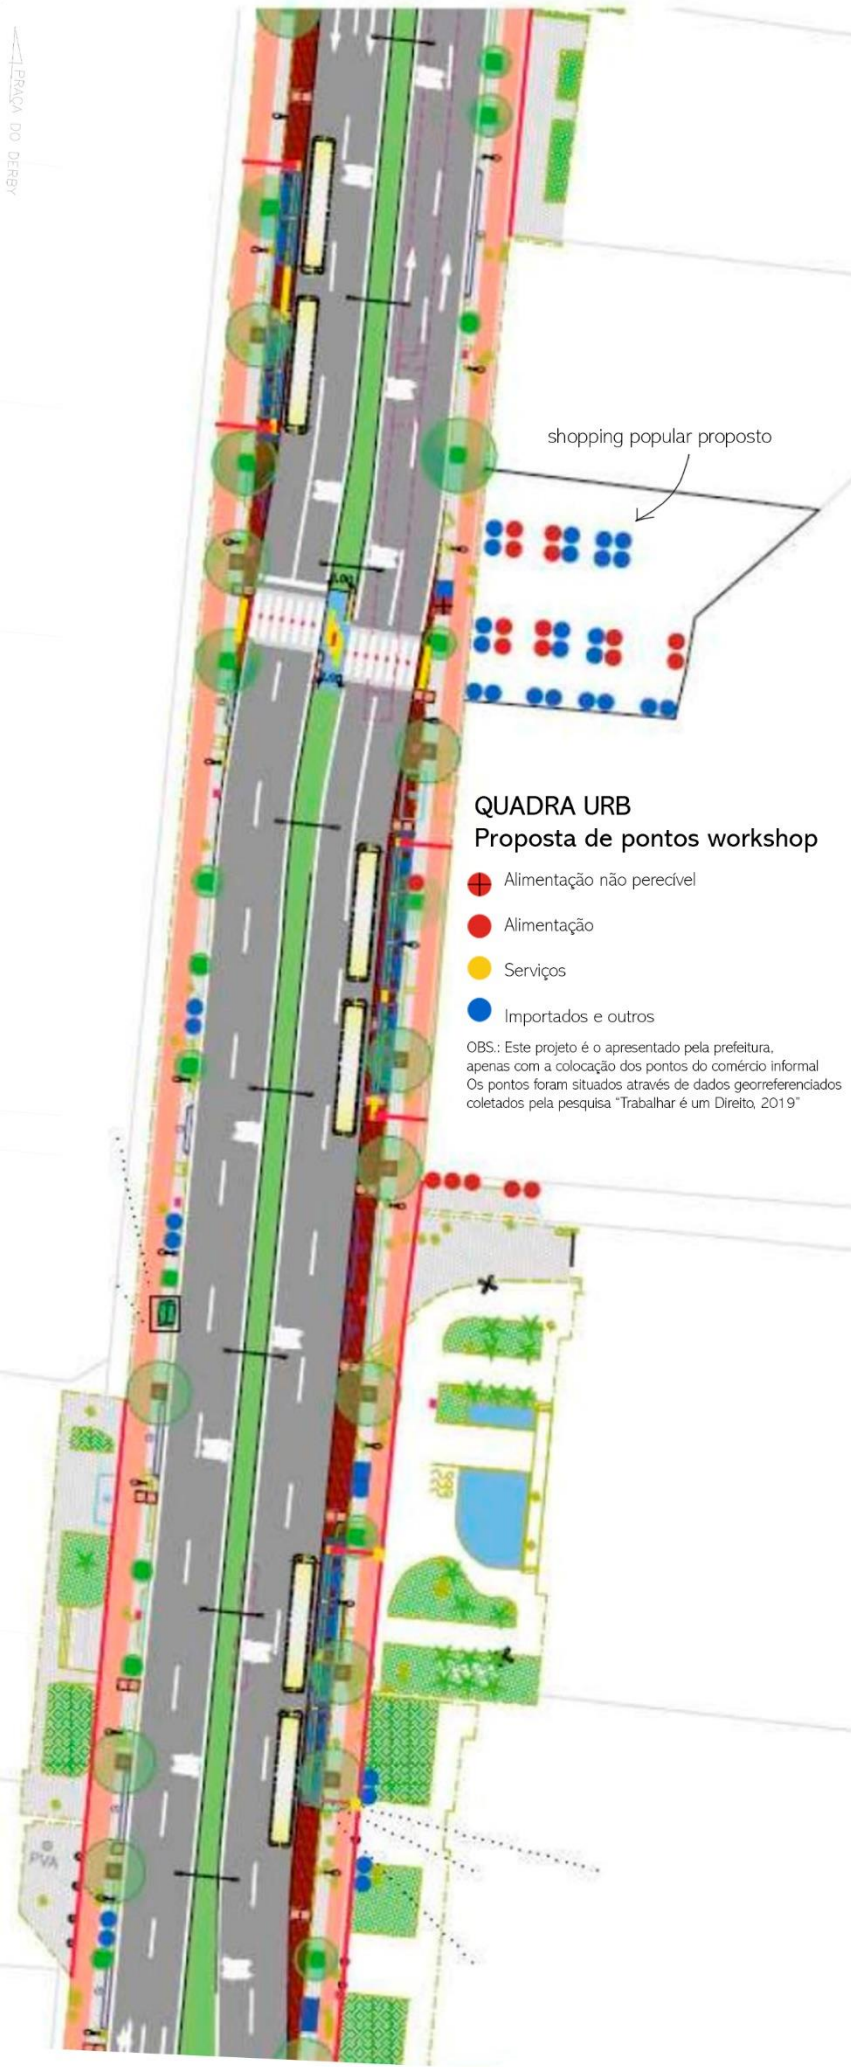 PRAÇA DO DERBY
shopping popular proposto
QUADRA URB
Proposta de pontos workshop
Alimentação não perecível
Alimentação
Serviços
Importados e outros
OBS.: Este projeto é o apresentado pela prefeitura,
apenas com a colocação dos pontos do comércio informal
Os pontos foram situados através de dados georreferenciados
coletados pela pesquisa “Trabalhar é um Direito, 2019”
PVA